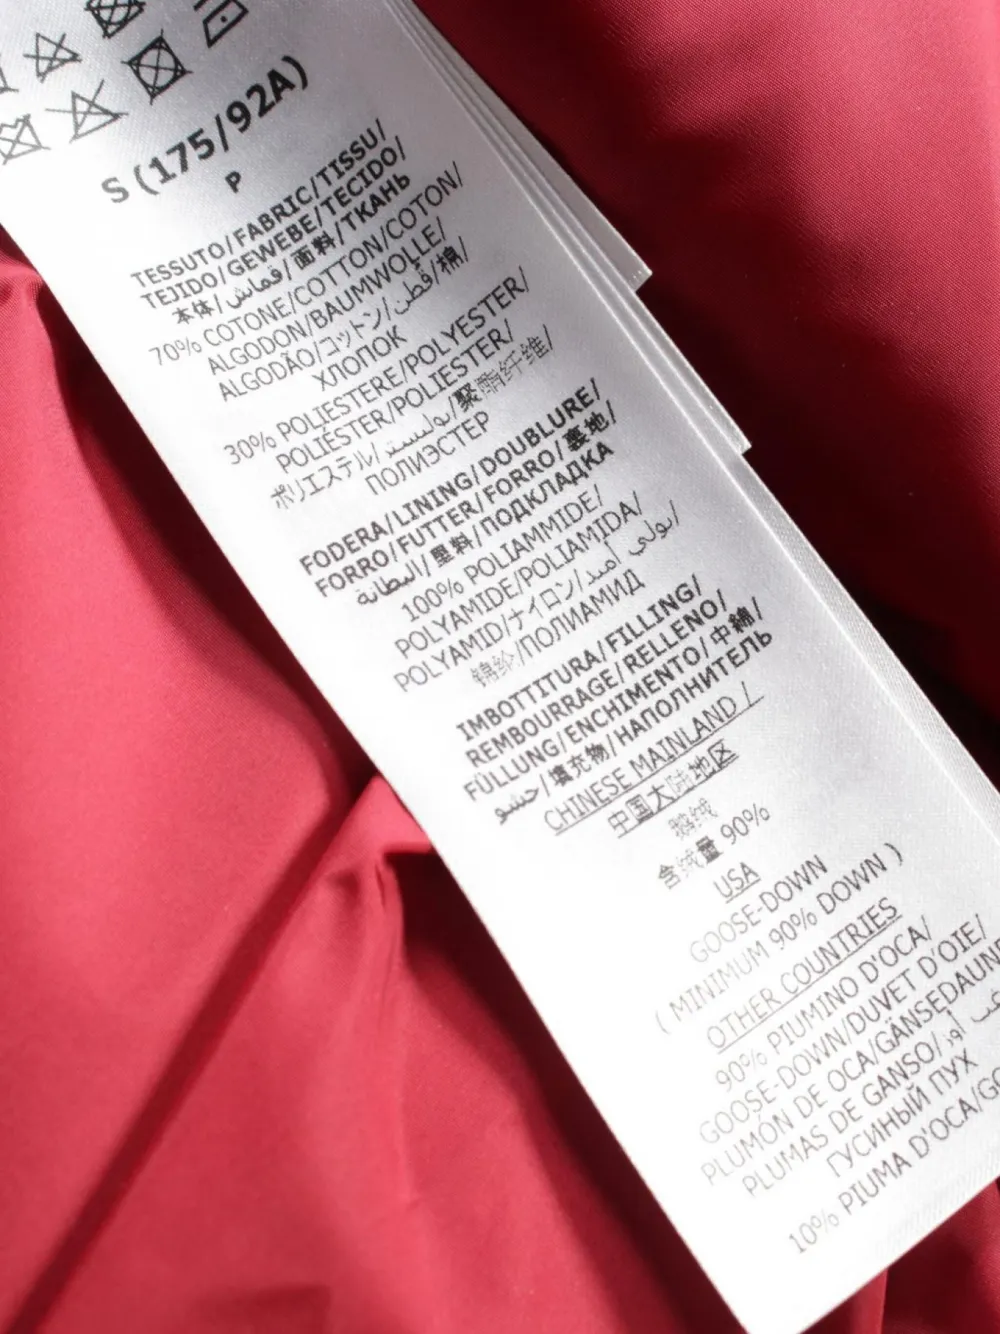 S (175/92A)
P
TESSUTO/FABRIC/TISSU/
TEJIDO/GEWEBE/TECIDO/
本体/قماش/面料/ТКАНЬ
70% COTONE/COTTON/COTON/
ALGODON/BAUMWOLLE/
ALGODÃO/コットン/قطن/棉/
ХЛОПОК
30% POLIESTERE/POLYESTER/
POLIÉSTER/POLIESTER/
ポリエステル/بوليستر/聚酯纤维/
ПОЛИЭСТЕР
FODERA/LINING/DOUBLURE/
FORRO/FUTTER/FORRO/裏地/
البطانة/里料/ПОДКЛАДКА
100% POLIAMMIDE/
POLYAMIDE/POLIAMIDA/
POLYAMID/ナイロン/بولي أميد/
锦纶/ПОЛИАМИД
IMBOTTITURA/FILLING/
REMBOURRAGE/RELLENO/
FÜLLUNG/ENCHIMENTO/中綿/
حشو/填充物/НАПОЛНИТЕЛЬ
CHINESE MAINLAND /
中国大陆地区
鹅绒
含绒量 90%
USA
GOOSE-DOWN
( MINIMUM 90% DOWN )
OTHER COUNTRIES
90% PIUMINO D'OCA/
GOOSE-DOWN/DUVET D'OIE/
PLUMÓN DE OCA/GÄNSEDAUN
PLUMAS DE GANSO/
ГУСИНЫЙ ПУХ
10% PIUMA D'OCA/GO